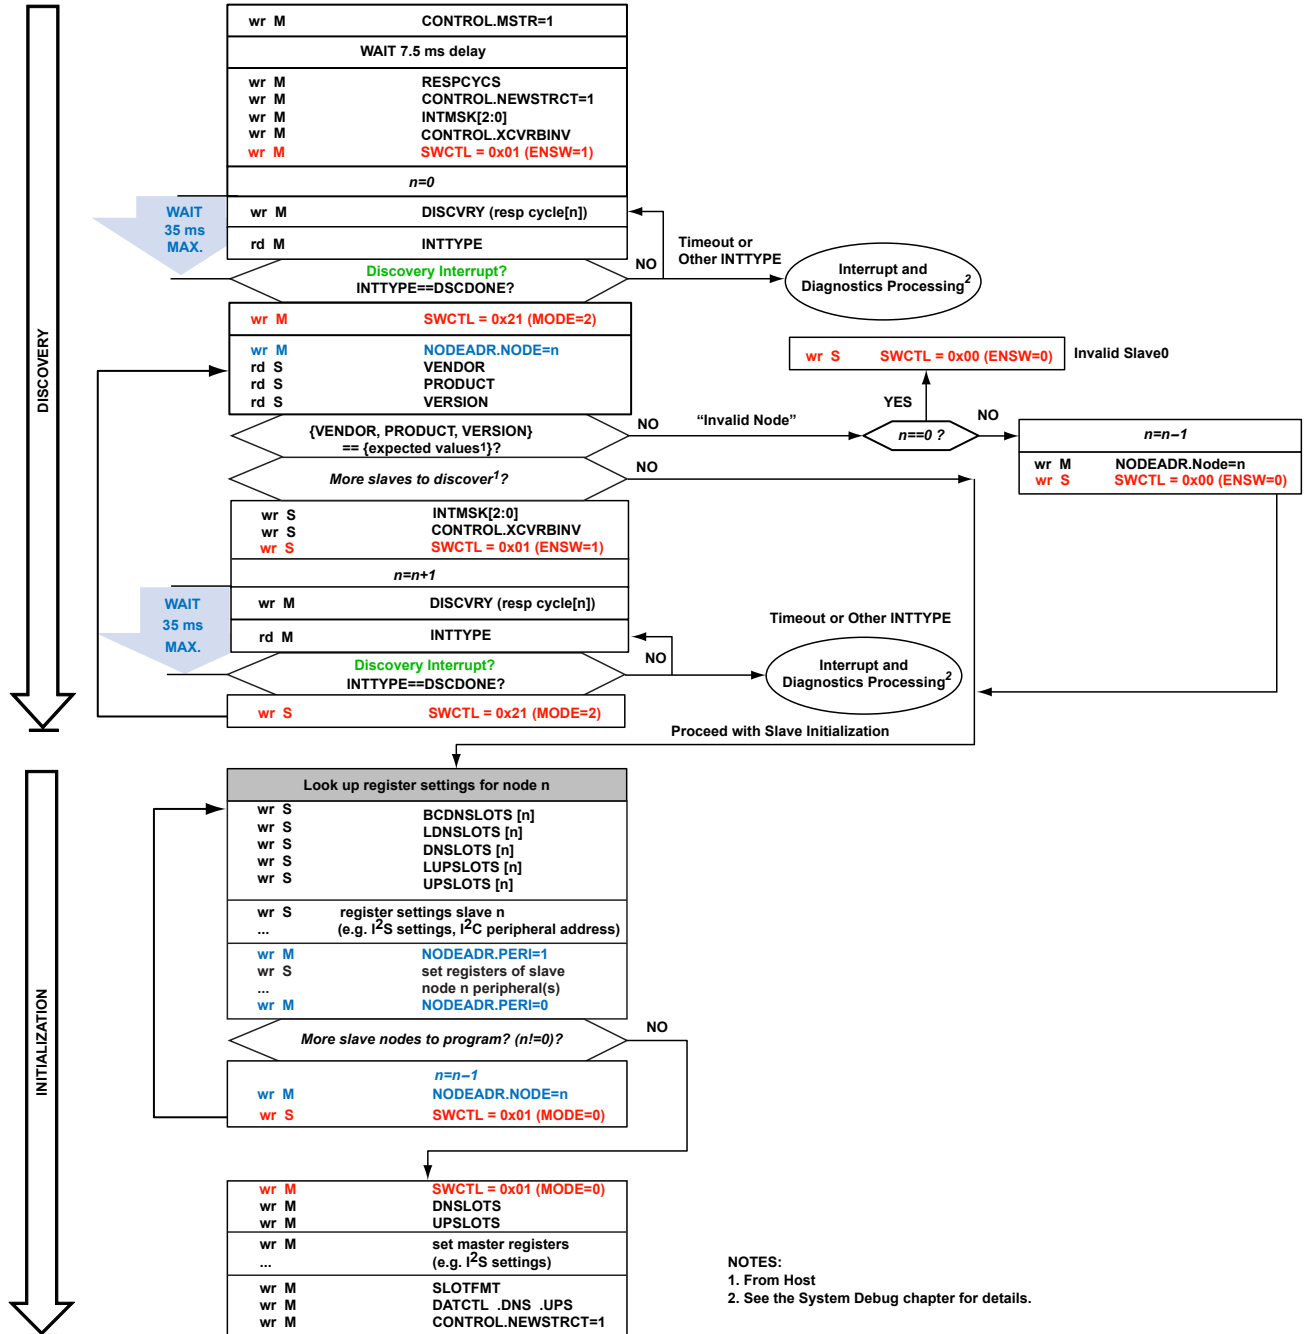 wr M CONTROL.MSTR=1
WAIT 7.5 ms delay
wr M RESPCYCS
wr M CONTROL.NEWSTRCT=1
wr M INTMSK[2:0]
wr M CONTROL.XCVRBINV
wr M SWCTL = 0x01 (ENSW=1)
n=0
WAIT
35 ms
MAX.
wr M DISCVRY (resp cycle[n])
rd M INTTYPE
Discovery Interrupt?
INTTYPE==DSCDONE?
NO
Timeout or
Other INTTYPE
Interrupt and
Diagnostics Processing2
DISCOVERY
wr M SWCTL = 0x21 (MODE=2)
wr M NODEADR.NODE=n
rd S VENDOR
rd S PRODUCT
rd S VERSION
wr S SWCTL = 0x00 (ENSW=0)
Invalid Slave0
{VENDOR, PRODUCT, VERSION}
== {expected values1}?
NO
“Invalid Node”
YES
n==0 ?
NO
n=n–1
wr M NODEADR.Node=n
wr S SWCTL = 0x00 (ENSW=0)
More slaves to discover1?
NO
wr S INTMSK[2:0]
wr S CONTROL.XCVRBINV
wr S SWCTL = 0x01 (ENSW=1)
n=n+1
WAIT
35 ms
MAX.
wr M DISCVRY (resp cycle[n])
rd M INTTYPE
Discovery Interrupt?
INTTYPE==DSCDONE?
NO
Timeout or Other INTTYPE
Interrupt and
Diagnostics Processing2
wr S SWCTL = 0x21 (MODE=2)
Proceed with Slave Initialization
INITIALIZATION
Look up register settings for node n
wr S BCDNSLOTS [n]
wr S LDNSLOTS [n]
wr S DNSLOTS [n]
wr S LUPSLOTS [n]
wr S UPSLOTS [n]
wr S register settings slave n
... (e.g. I2S settings, I2C peripheral address)
wr M NODEADR.PERI=1
wr S set registers of slave
... node n peripheral(s)
wr M NODEADR.PERI=0
More slave nodes to program? (n!=0)?
NO
n=n–1
wr M NODEADR.NODE=n
wr S SWCTL = 0x01 (MODE=0)
wr M SWCTL = 0x01 (MODE=0)
wr M DNSLOTS
wr M UPSLOTS
wr M set master registers
... (e.g. I2S settings)
wr M SLOTFMT
wr M DATCTL .DNS .UPS
wr M CONTROL.NEWSTRCT=1
NOTES:
1. From Host
2. See the System Debug chapter for details.